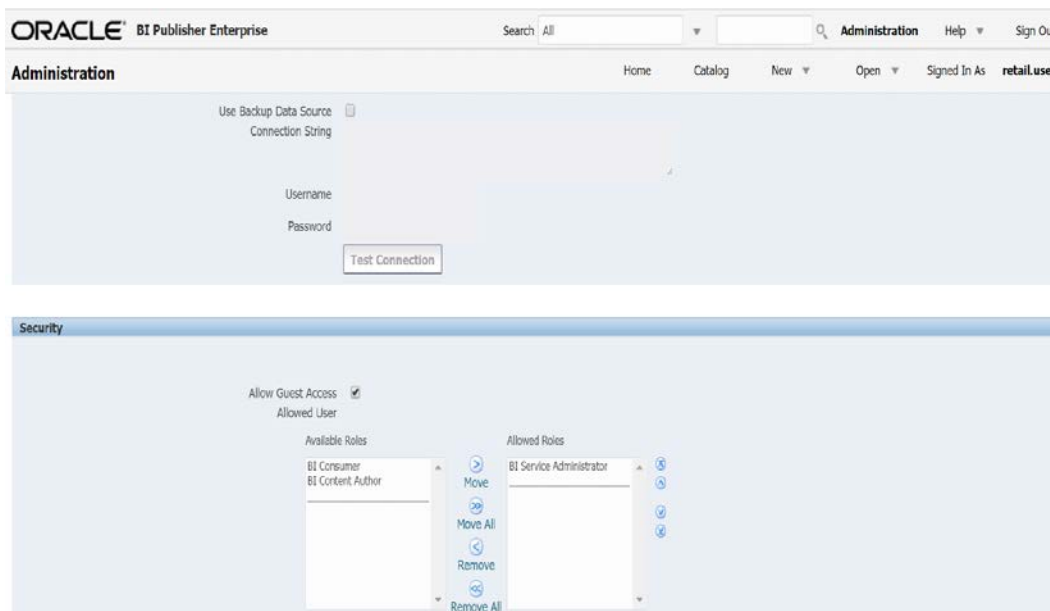 ORACLE BI Publisher Enterprise Search All Administration Help Sign Ou
Administration Home Catalog New Open Signed In As retail.use
Use Backup Data Source
Connection String
Username
Password
Test Connection
Security
Allow Guest Access
Allowed User
Available Roles Allowed Roles
BI Consumer BI Service Administrator
BI Content Author
Move
Move All
Remove
Remove All